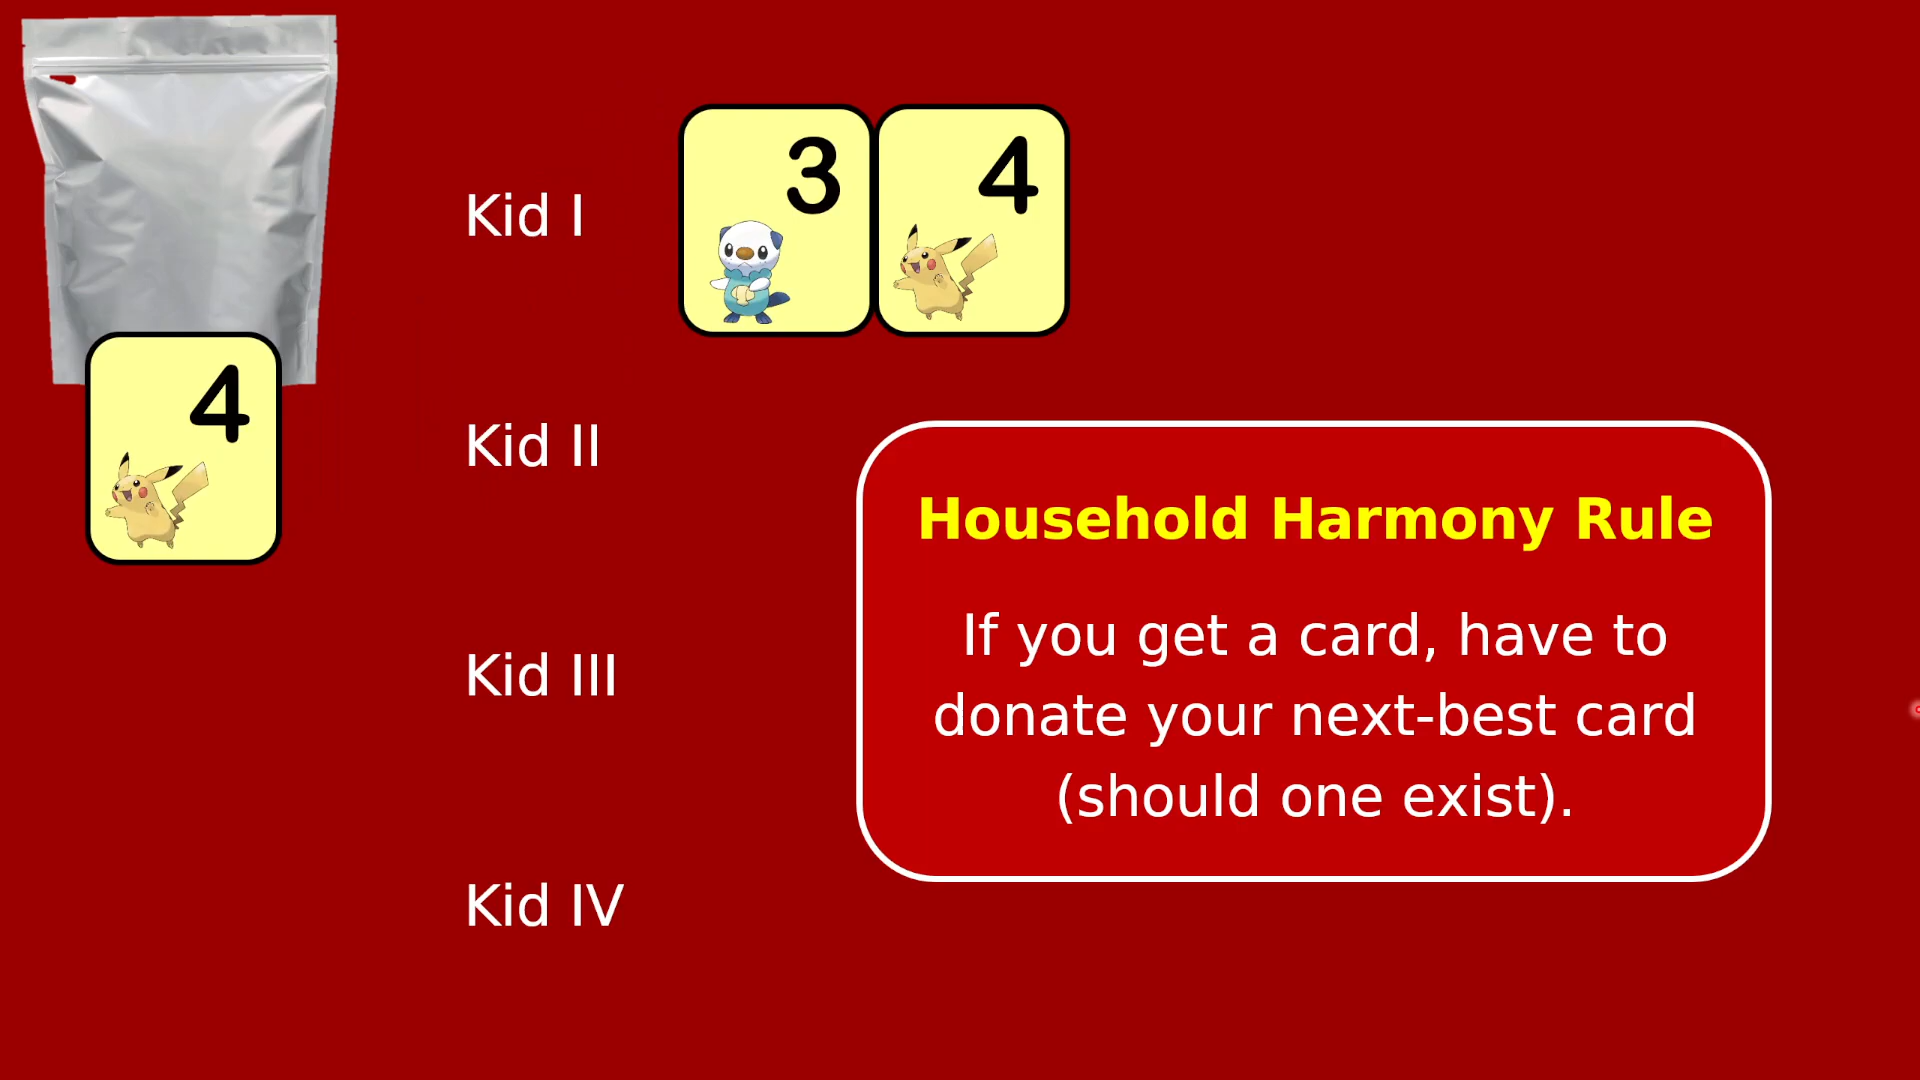 3
4
Kid I
4
Kid II
Household Harmony Rule
If you get a card, have to
donate your next-best card
(should one exist).
Kid III
Kid IV